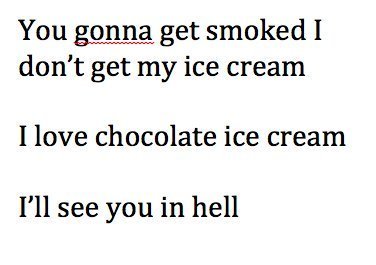 You gonna get smoked I
don’t get my ice cream
I love chocolate ice cream
I’ll see you in hell